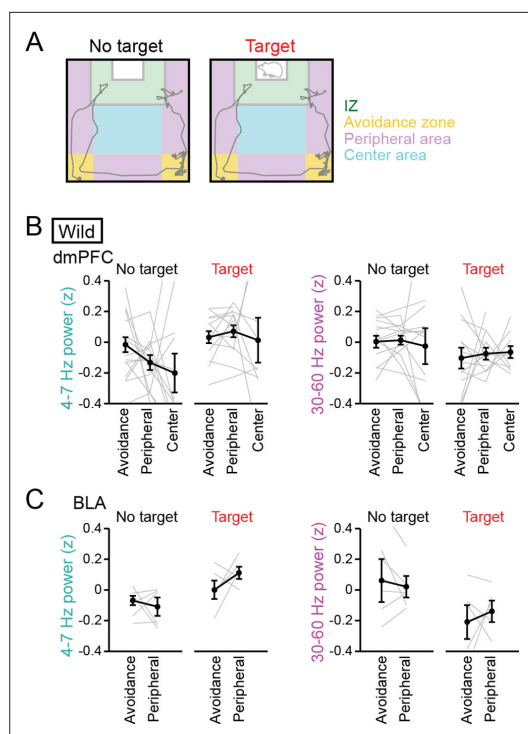 A
No target
Target
IZ
Avoidance zone
Peripheral area
Center area
B
Wild
dmPFC
No target
Target
4-7 Hz power (z)
0.4
0.2
0
-0.2
-0.4
Avoidance
Peripheral
Center
Avoidance
Peripheral
Center
No target
Target
30-60 Hz power (z)
0.4
0.2
0
-0.2
-0.4
Avoidance
Peripheral
Center
Avoidance
Peripheral
Center
C
BLA
No target
Target
4-7 Hz power (z)
0.4
0.2
0
-0.2
-0.4
Avoidance
Peripheral
Avoidance
Peripheral
No target
Target
30-60 Hz power (z)
0.4
0.2
0
-0.2
-0.4
Avoidance
Peripheral
Avoidance
Peripheral